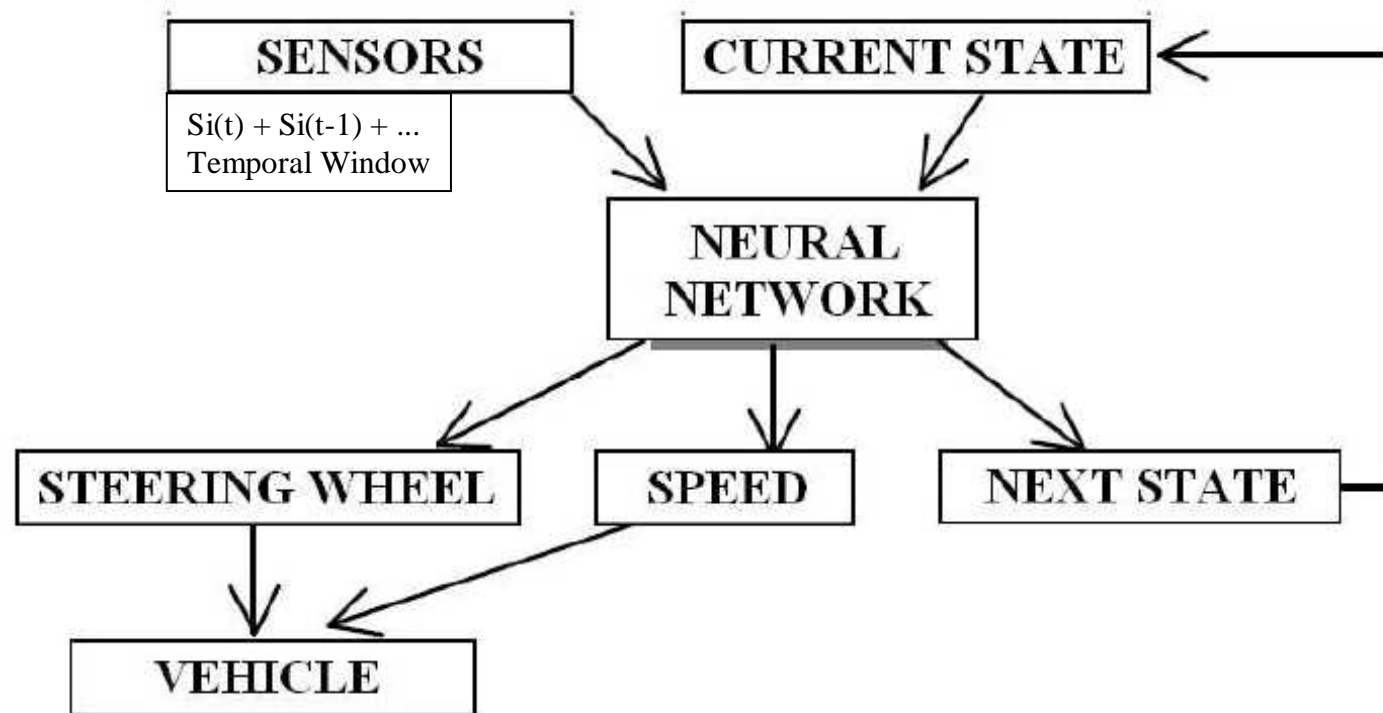 SENSORS
CURRENT STATE
Si(t) + Si(t-1) + ...
Temporal Window
NEURAL
NETWORK
STEERING WHEEL
SPEED
NEXT STATE
VEHICLE